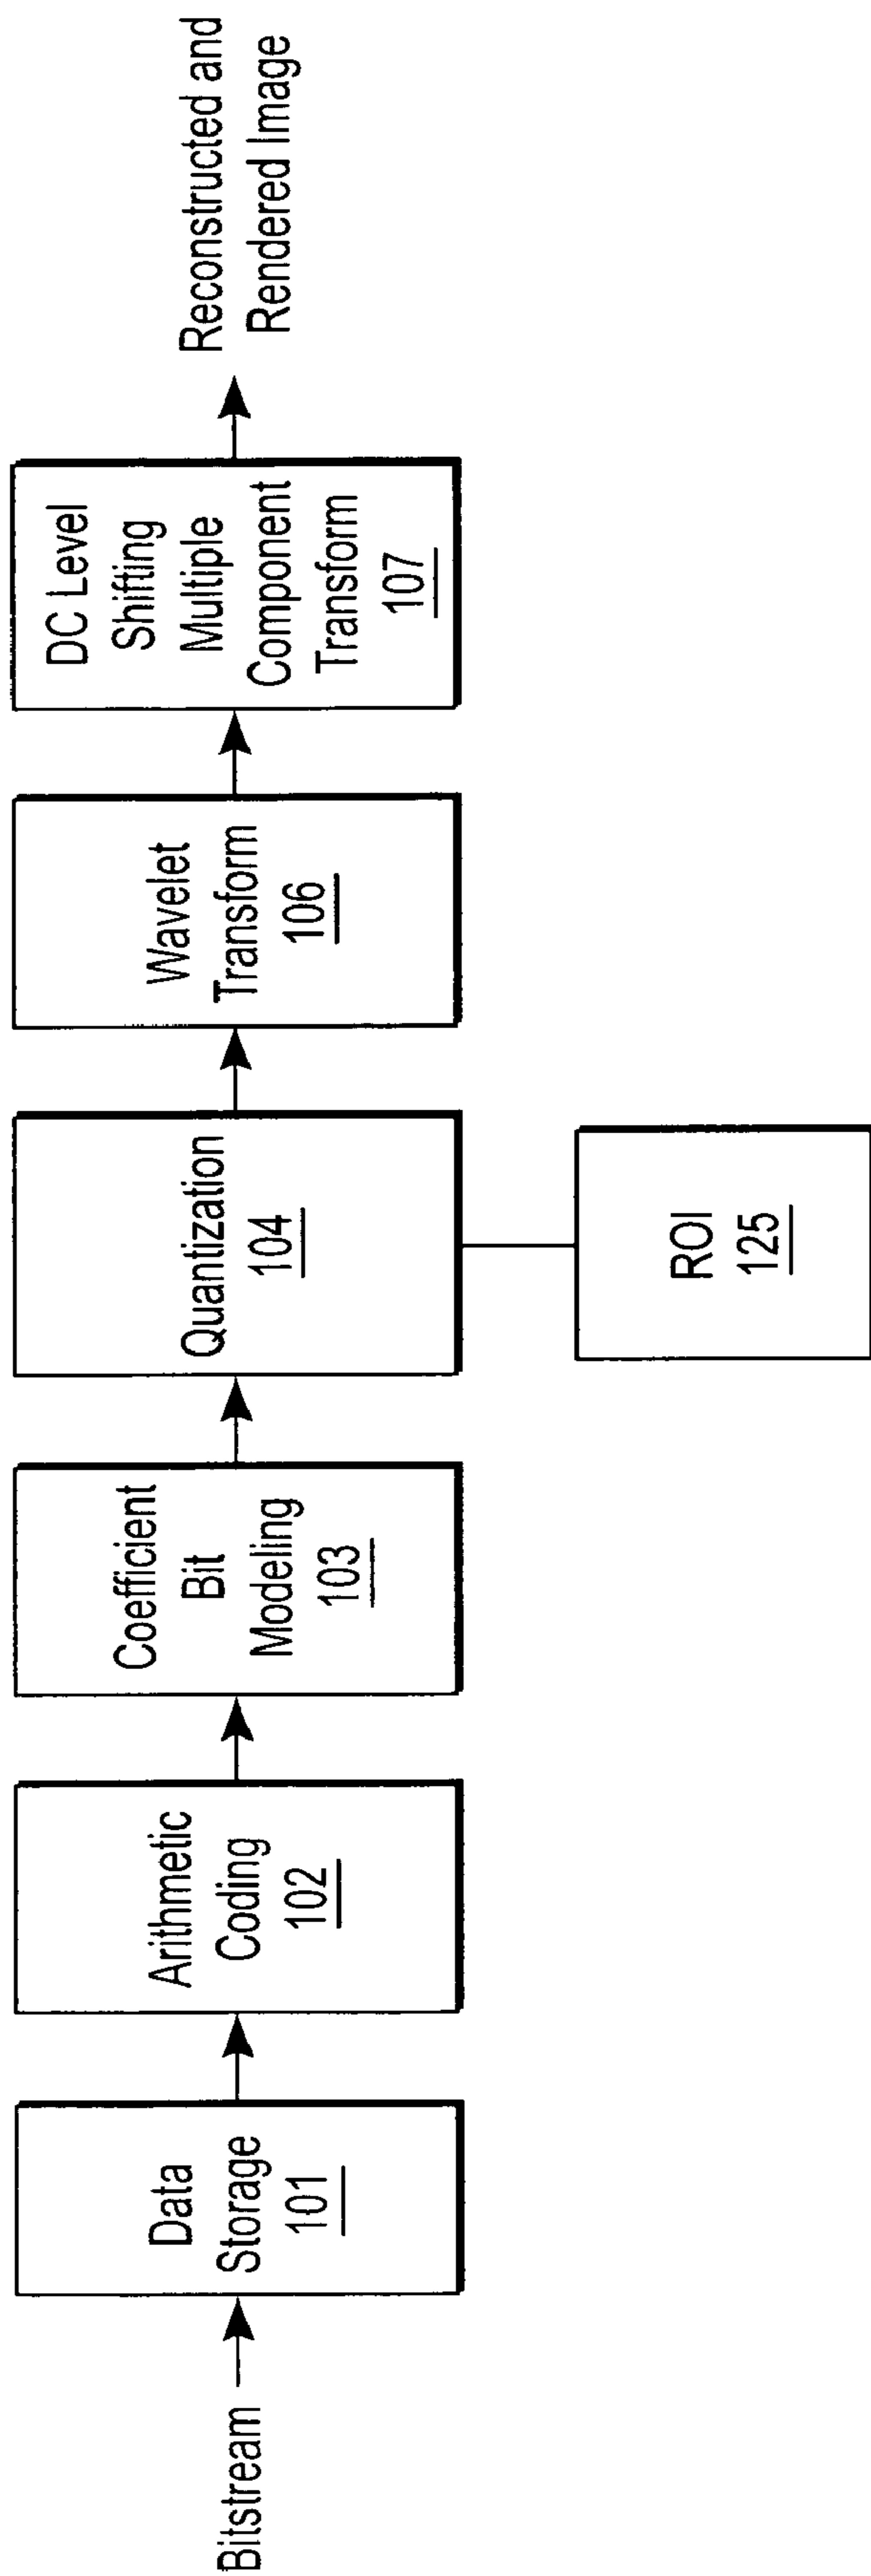 Bitstream
Data
Storage
101
Arithmetic
Coding
102
Coefficient
Bit
Modeling
103
Quantization
104
ROI
125
Wavelet
Transform
106
DC Level
Shifting
Multiple
Component
Transform
107
Reconstructed and
Rendered Image